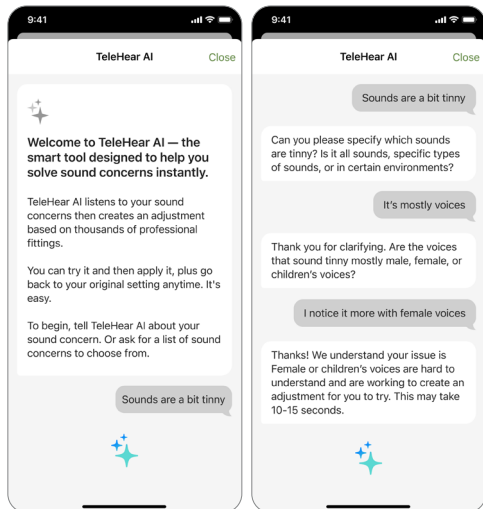 9:41
TeleHear AI
Close
Welcome to TeleHear AI — the
smart tool designed to help you
solve sound concerns instantly.
TeleHear AI listens to your sound
concerns then creates an adjustment
based on thousands of professional
fittings.
You can try it and then apply it, plus go
back to your original setting anytime. It's
easy.
To begin, tell TeleHear AI about your
sound concern. Or ask for a list of sound
concerns to choose from.
Sounds are a bit tinny
9:41
TeleHear AI
Close
Sounds are a bit tinny
Can you please specify which sounds
are tinny? Is it all sounds, specific types
of sounds, or in certain environments?
It's mostly voices
Thank you for clarifying. Are the voices
that sound tinny mostly male, female, or
children's voices?
I notice it more with female voices
Thanks! We understand your issue is
Female or children's voices are hard to
understand and are working to create an
adjustment for you to try. This may take
10-15 seconds.